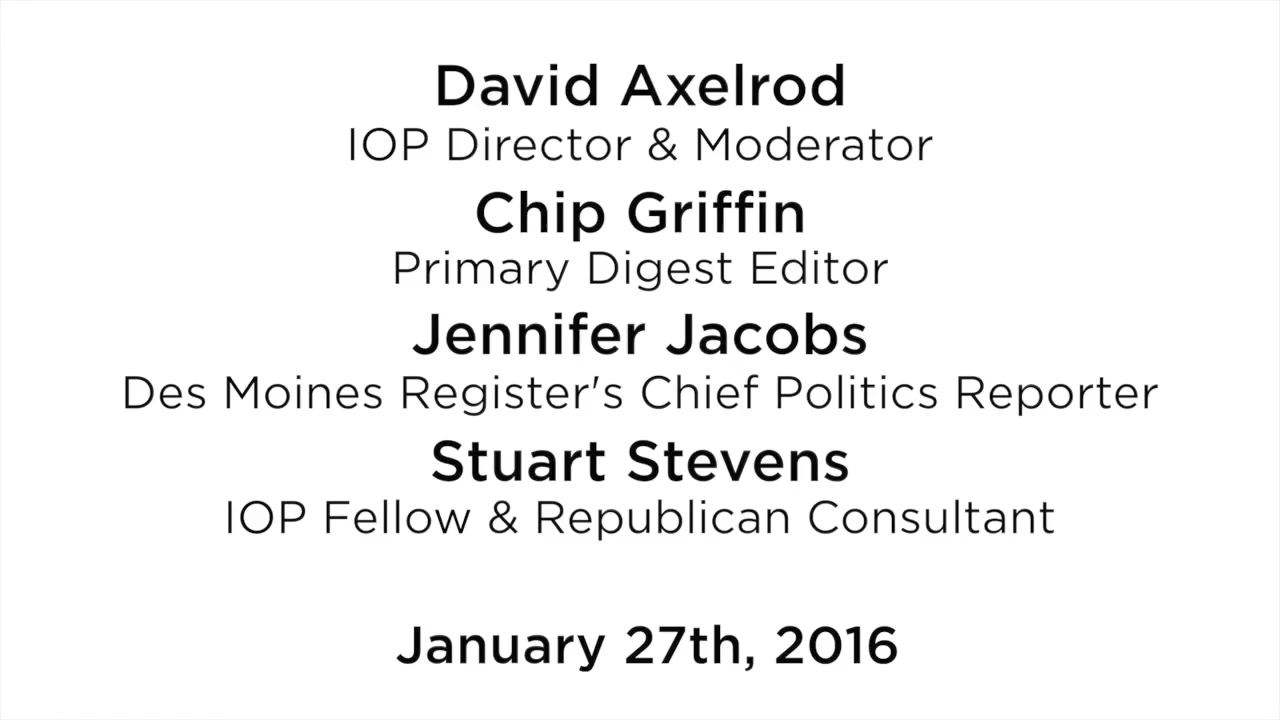 David Axelrod
IOP Director & Moderator
Chip Griffin
Primary Digest Editor
Jennifer Jacobs
Des Moines Register's Chief Politics Reporter
Stuart Stevens
IOP Fellow & Republican Consultant
January 27th, 2016